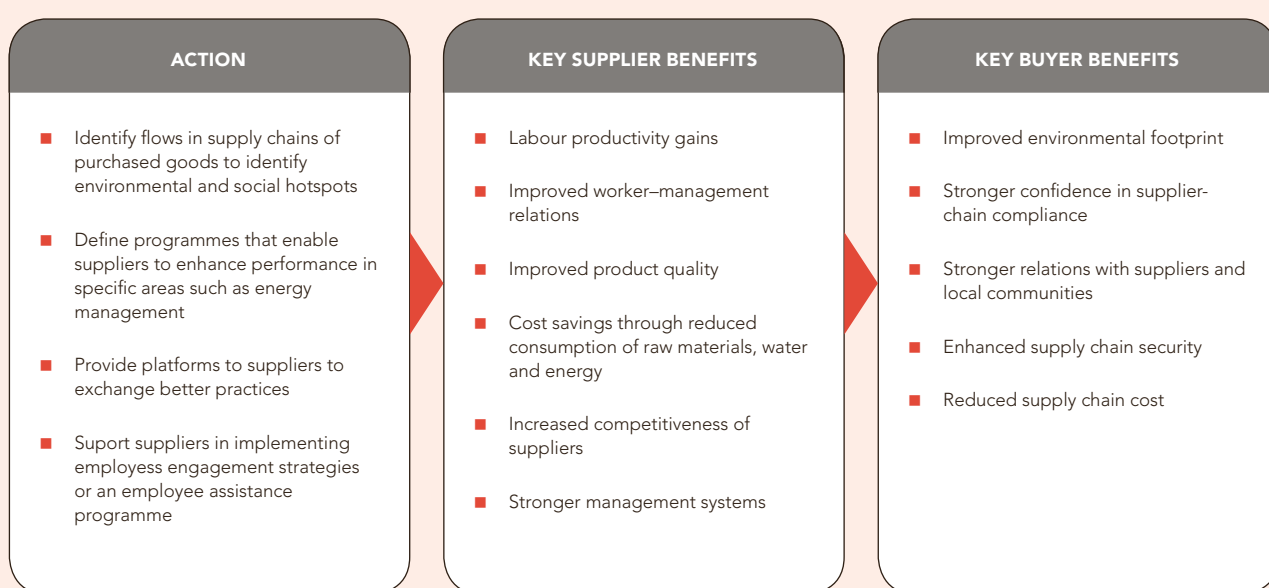 ACTION
Identify flows in supply chains of
purchased goods to identify
environmental and social hotspots
Define programmes that enable
suppliers to enhance performance in
specific areas such as energy
management
Provide platforms to suppliers to
exchange better practices
Suport suppliers in implementing
employess engagement strategies
or an employee assistance
programme
KEY SUPPLIER BENEFITS
Labour productivity gains
Improved worker–management
relations
Improved product quality
Cost savings through reduced
consumption of raw materials, water
and energy
Increased competitiveness of
suppliers
Stronger management systems
KEY BUYER BENEFITS
Improved environmental footprint
Stronger confidence in supplier-
chain compliance
Stronger relations with suppliers and
local communities
Enhanced supply chain security
Reduced supply chain cost